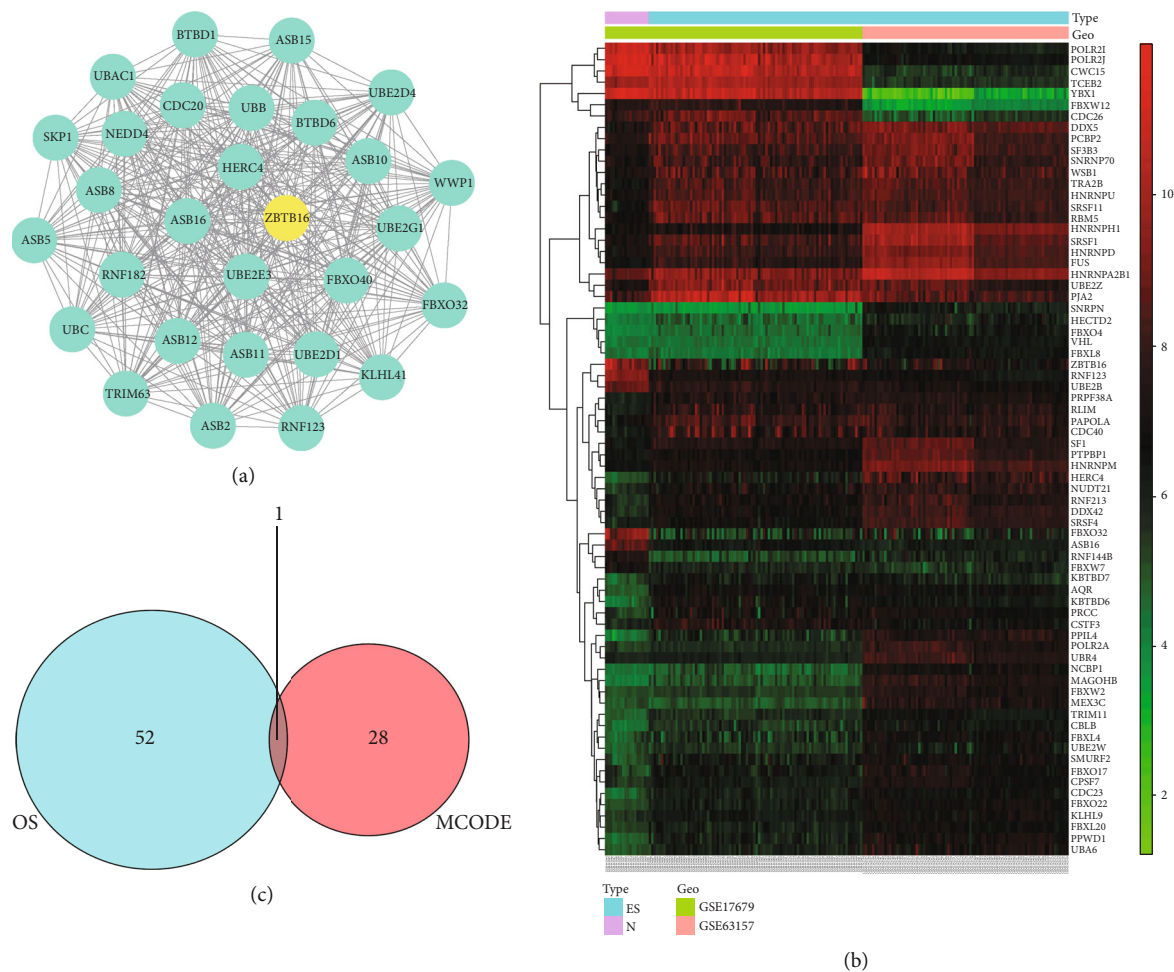 BTBD1
ASB15
UBAC1
CDC20
UBB
UBE2D4
BTBD6
SKP1
NEDD4
ASB10
HERC4
WWP1
ASB8
ASB16
ZBTB16
UBE2G1
ASB5
RNF182
UBE2E3
FBXO40
FBXO32
UBC
ASB12
ASB11
UBE2D1
KLHL41
TRIM63
ASB2
RNF123
(a)
1
52
28
OS
MCODE
(c)
Type
Geo
POLR2I
POLR2J
CWC15
TCEB2
YBX1
FBXW12
CDC26
DDX5
PCBP2
SF3B3
SNRNP70
WSB1
TRA2B
HNRNPU
SRSF11
RBM5
HNRNPH1
SRSF1
HNRNPD
FUS
HNRNPA2B1
UBE2Z
PJA2
SNRPN
HECTD2
FBXO4
VHL
FBXL8
ZBTB16
RNF123
UBE2B
PRPF38A
RLIM
PAPOLA
CDC40
SF1
PTPBP1
HNRNPM
HERC4
NUDT21
RNF213
DDX42
SRSF4
FBXO32
ASB16
RNF144B
FBXW7
KBTBD7
AQR
KBTBD6
PRCC
CSTF3
PPIL4
POLR2A
UBR4
NCBP1
MAGOHB
FBXW2
MEX3C
TRIM11
CBLB
FBXL4
UBE2W
SMURF2
FBXO17
CPSF7
CDC23
FBXO22
KLHL9
FBXL20
PPWD1
UBA6
10
8
6
4
2
Type
ES
N
Geo
GSE17679
GSE63157
(b)